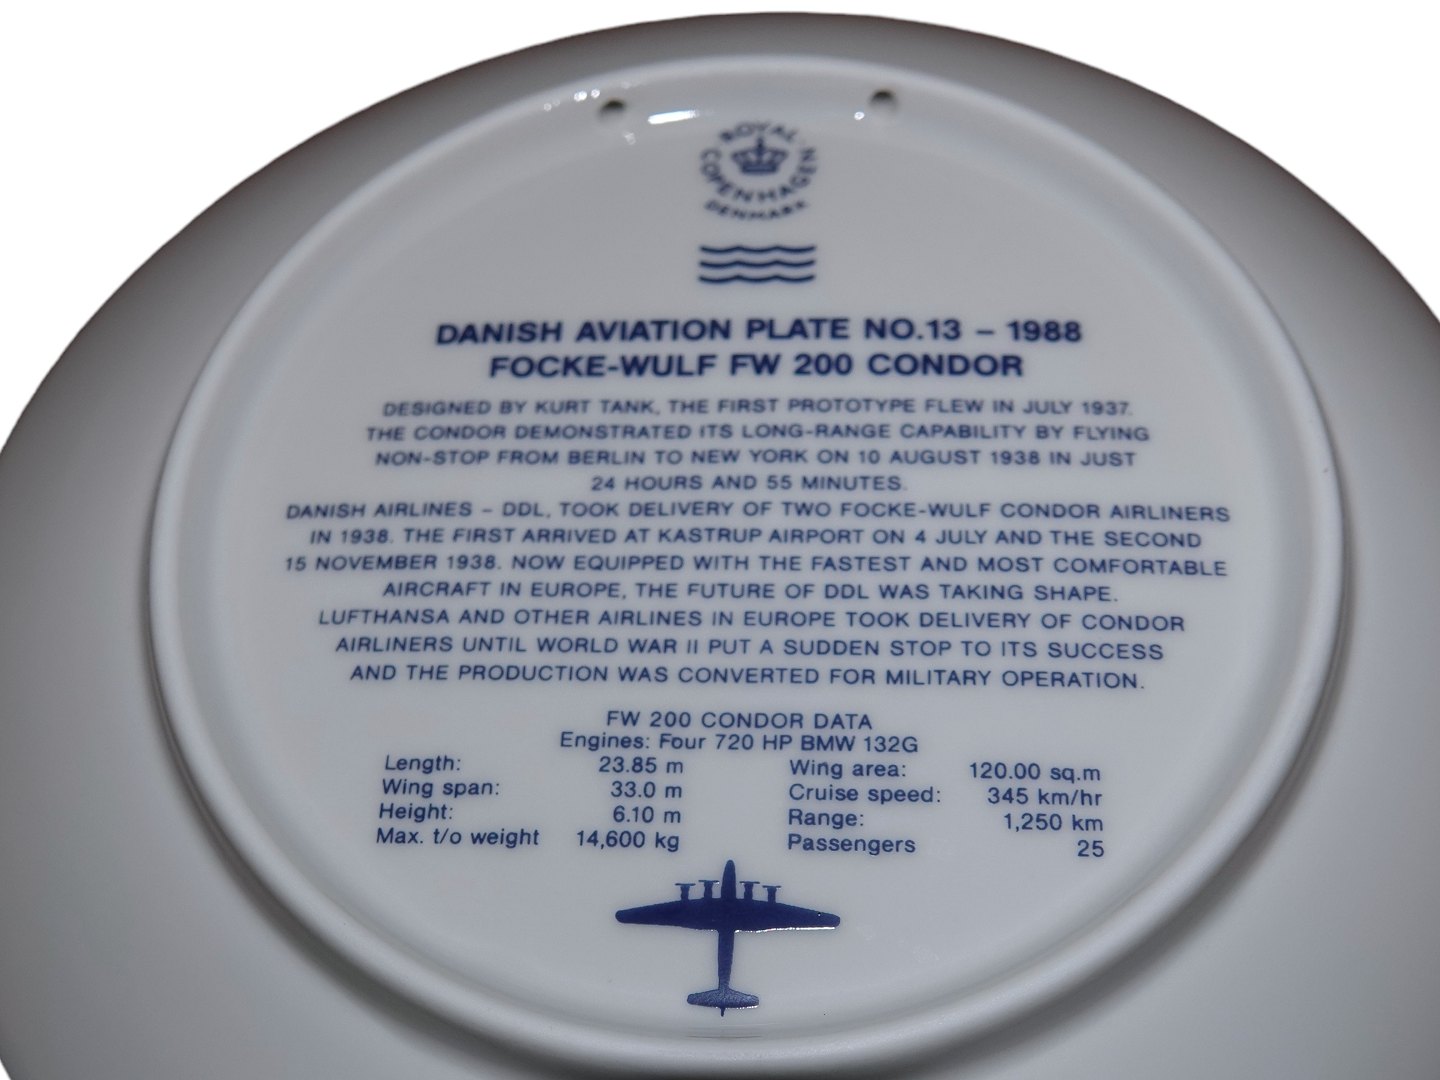 ROYAL
COPENHAGEN
DENMARK
DANISH AVIATION PLATE NO.13 – 1988
FOCKE-WULF FW 200 CONDOR
DESIGNED BY KURT TANK, THE FIRST PROTOTYPE FLEW IN JULY 1937.
THE CONDOR DEMONSTRATED ITS LONG-RANGE CAPABILITY BY FLYING
NON-STOP FROM BERLIN TO NEW YORK ON 10 AUGUST 1938 IN JUST
24 HOURS AND 55 MINUTES.
DANISH AIRLINES – DDL, TOOK DELIVERY OF TWO FOCKE-WULF CONDOR AIRLINERS
IN 1938. THE FIRST ARRIVED AT KASTRUP AIRPORT ON 4 JULY AND THE SECOND
15 NOVEMBER 1938. NOW EQUIPPED WITH THE FASTEST AND MOST COMFORTABLE
AIRCRAFT IN EUROPE, THE FUTURE OF DDL WAS TAKING SHAPE.
LUFTHANSA AND OTHER AIRLINES IN EUROPE TOOK DELIVERY OF CONDOR
AIRLINERS UNTIL WORLD WAR II PUT A SUDDEN STOP TO ITS SUCCESS
AND THE PRODUCTION WAS CONVERTED FOR MILITARY OPERATION.
FW 200 CONDOR DATA
Engines: Four 720 HP BMW 132G
Length: 23.85 m Wing area: 120.00 sq.m
Wing span: 33.0 m Cruise speed: 345 km/hr
Height: 6.10 m Range: 1,250 km
Max. t/o weight 14,600 kg Passengers 25